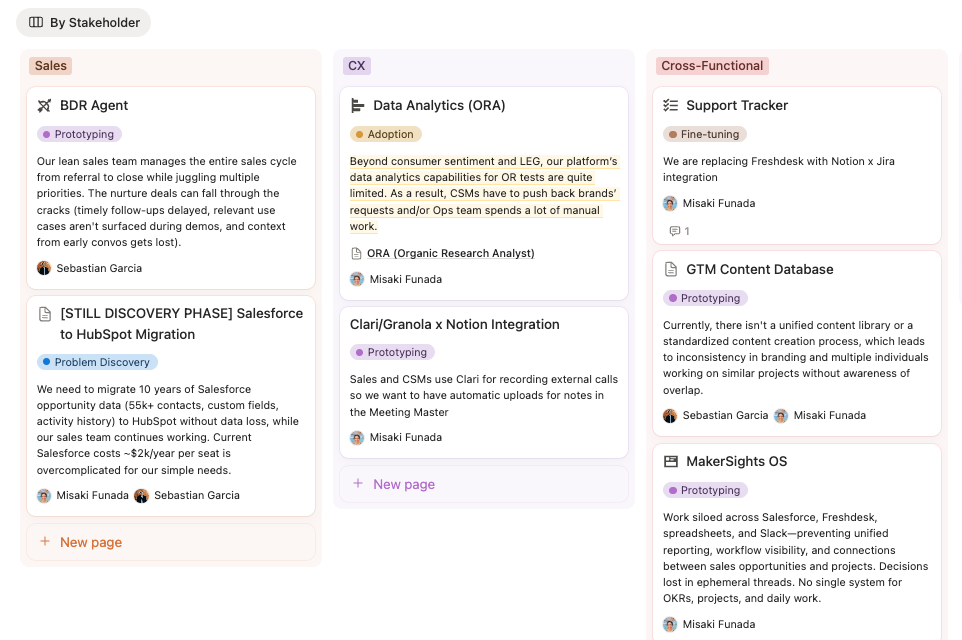 By Stakeholder
Sales
BDR Agent
Prototyping
Our lean sales team manages the entire sales cycle
from referral to close while juggling multiple
priorities. The nurture deals can fall through the
cracks (timely follow-ups delayed, relevant use
cases aren't surfaced during demos, and context
from early convos gets lost).
Sebastian Garcia
[STILL DISCOVERY PHASE] Salesforce
to HubSpot Migration
Problem Discovery
We need to migrate 10 years of Salesforce
opportunity data (55k+ contacts, custom fields,
activity history) to HubSpot without data loss, while
our sales team continues working. Current
Salesforce costs ~$2k/year per seat is
overcomplicated for our simple needs.
Misaki Funada Sebastian Garcia
+ New page
CX
Data Analytics (ORA)
Adoption
Beyond consumer sentiment and LEG, our platform's
data analytics capabilities for OR tests are quite
limited. As a result, CSMs have to push back brands'
requests and/or Ops team spends a lot of manual
work.
ORA (Organic Research Analyst)
Misaki Funada
Clari/Granola x Notion Integration
Prototyping
Sales and CSMs use Clari for recording external calls
so we want to have automatic uploads for notes in
the Meeting Master
Misaki Funada
+ New page
Cross-Functional
Support Tracker
Fine-tuning
We are replacing Freshdesk with Notion x Jira
integration
Misaki Funada
1
GTM Content Database
Prototyping
Currently, there isn't a unified content library or a
standardized content creation process, which leads
to inconsistency in branding and multiple individuals
working on similar projects without awareness of
overlap.
Sebastian Garcia Misaki Funada
MakerSights OS
Prototyping
Work siloed across Salesforce, Freshdesk,
spreadsheets, and Slack—preventing unified
reporting, workflow visibility, and connections
between sales opportunities and projects. Decisions
lost in ephemeral threads. No single system for
OKRs, projects, and daily work.
Misaki Funada